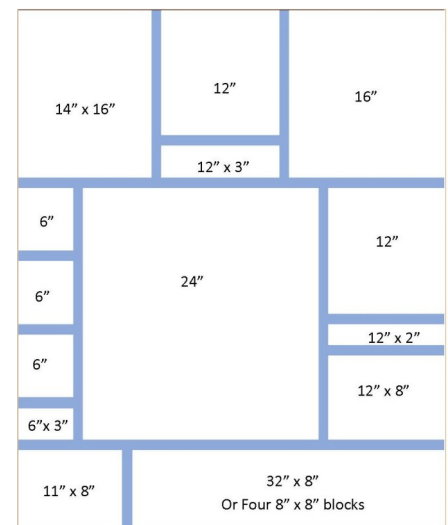 14” x 16”
12”
16”
12” x 3”
6”
12”
24”
6”
12” x 2”
6”
12” x 8”
6”x 3”
11” x 8”
32” x 8”
Or Four 8” x 8” blocks